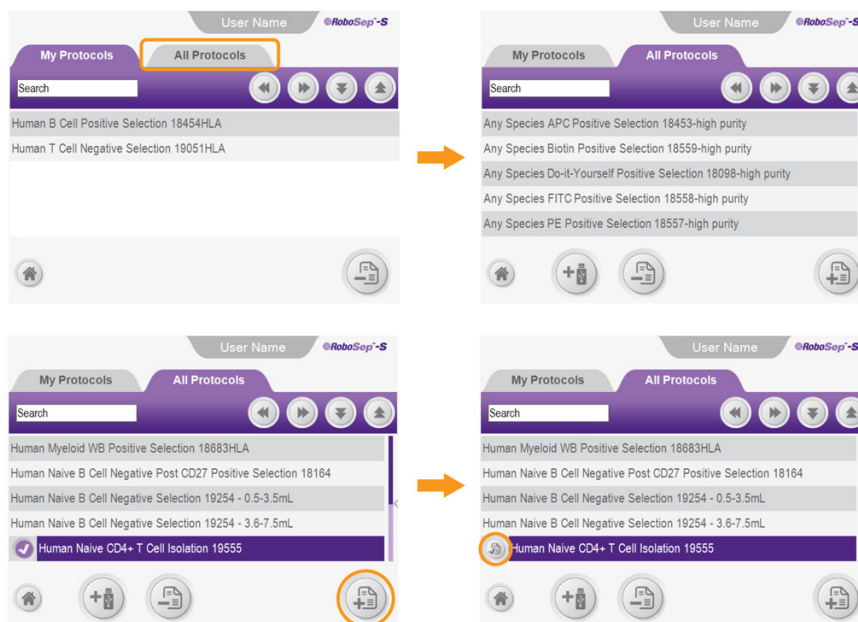 User Name RoboSep®-S
My Protocols All Protocols
Search
Human B Cell Positive Selection 18454HLA
Human T Cell Negative Selection 19051HLA
User Name RoboSep®-S
My Protocols All Protocols
Search
Any Species APC Positive Selection 18453-high purity
Any Species Biotin Positive Selection 18559-high purity
Any Species Do-it-Yourself Positive Selection 18098-high purity
Any Species FITC Positive Selection 18558-high purity
Any Species PE Positive Selection 18557-high purity
User Name RoboSep®-S
My Protocols All Protocols
Search
Human Myeloid WB Positive Selection 18683HLA
Human Naive B Cell Negative Post CD27 Positive Selection 18164
Human Naive B Cell Negative Selection 19254 - 0.5-3.5mL
Human Naive B Cell Negative Selection 19254 - 3.6-7.5mL
Human Naive CD4+ T Cell Isolation 19555
User Name RoboSep®-S
My Protocols All Protocols
Search
Human Myeloid WB Positive Selection 18683HLA
Human Naive B Cell Negative Post CD27 Positive Selection 18164
Human Naive B Cell Negative Selection 19254 - 0.5-3.5mL
Human Naive B Cell Negative Selection 19254 - 3.6-7.5mL
Human Naive CD4+ T Cell Isolation 19555